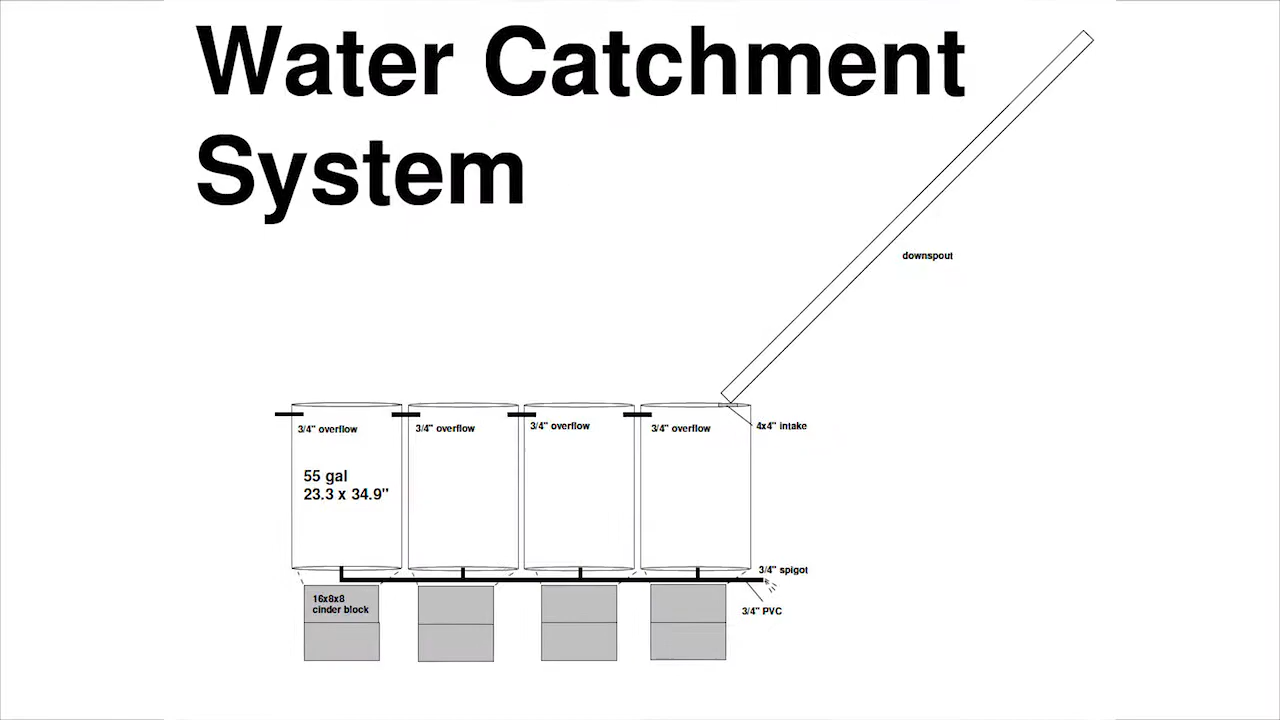 Water Catchment
System
downspout
3/4" overflow
3/4" overflow
3/4" overflow
3/4" overflow
4x4" intake
55 gal
23.3 x 34.9"
3/4" spigot
16x8x8
cinder block
3/4" PVC